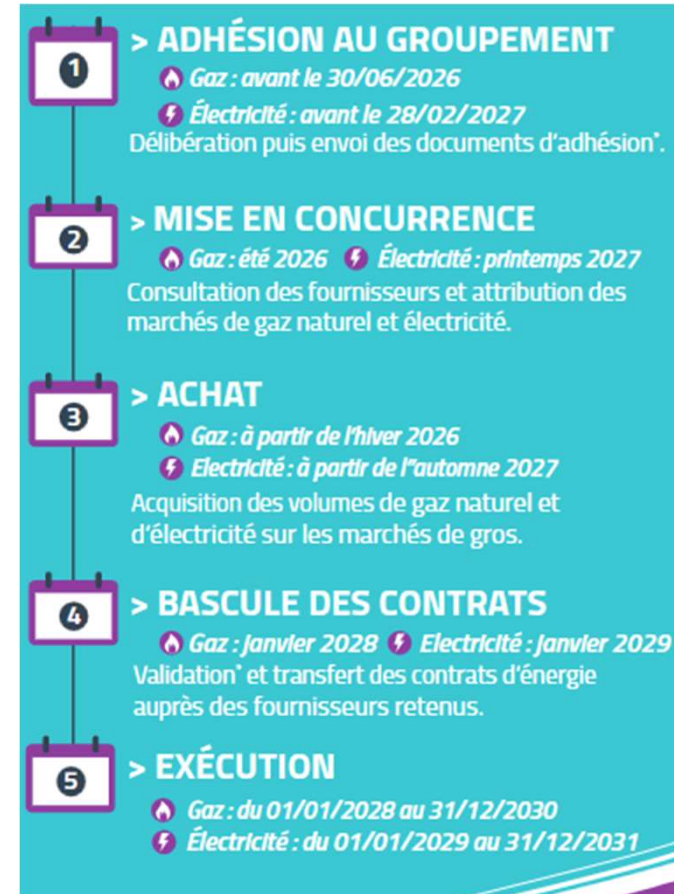 1
> ADHÉSION AU GROUPEMENT
Gaz : avant le 30/06/2026
Électricité : avant le 28/02/2027
Délibération puis envoi des documents d'adhésion*.
2
> MISE EN CONCURRENCE
Gaz : été 2026 Électricité : printemps 2027
Consultation des fournisseurs et attribution des
marchés de gaz naturel et électricité.
3
> ACHAT
Gaz : à partir de l'hiver 2026
Electricité : à partir de l"automne 2027
Acquisition des volumes de gaz naturel et
d'électricité sur les marchés de gros.
4
> BASCULE DES CONTRATS
Gaz : janvier 2028 Electricité : janvier 2029
Validation* et transfert des contrats d'énergie
auprès des fournisseurs retenus.
5
> EXÉCUTION
Gaz : du 01/01/2028 au 31/12/2030
Électricité : du 01/01/2029 au 31/12/2031